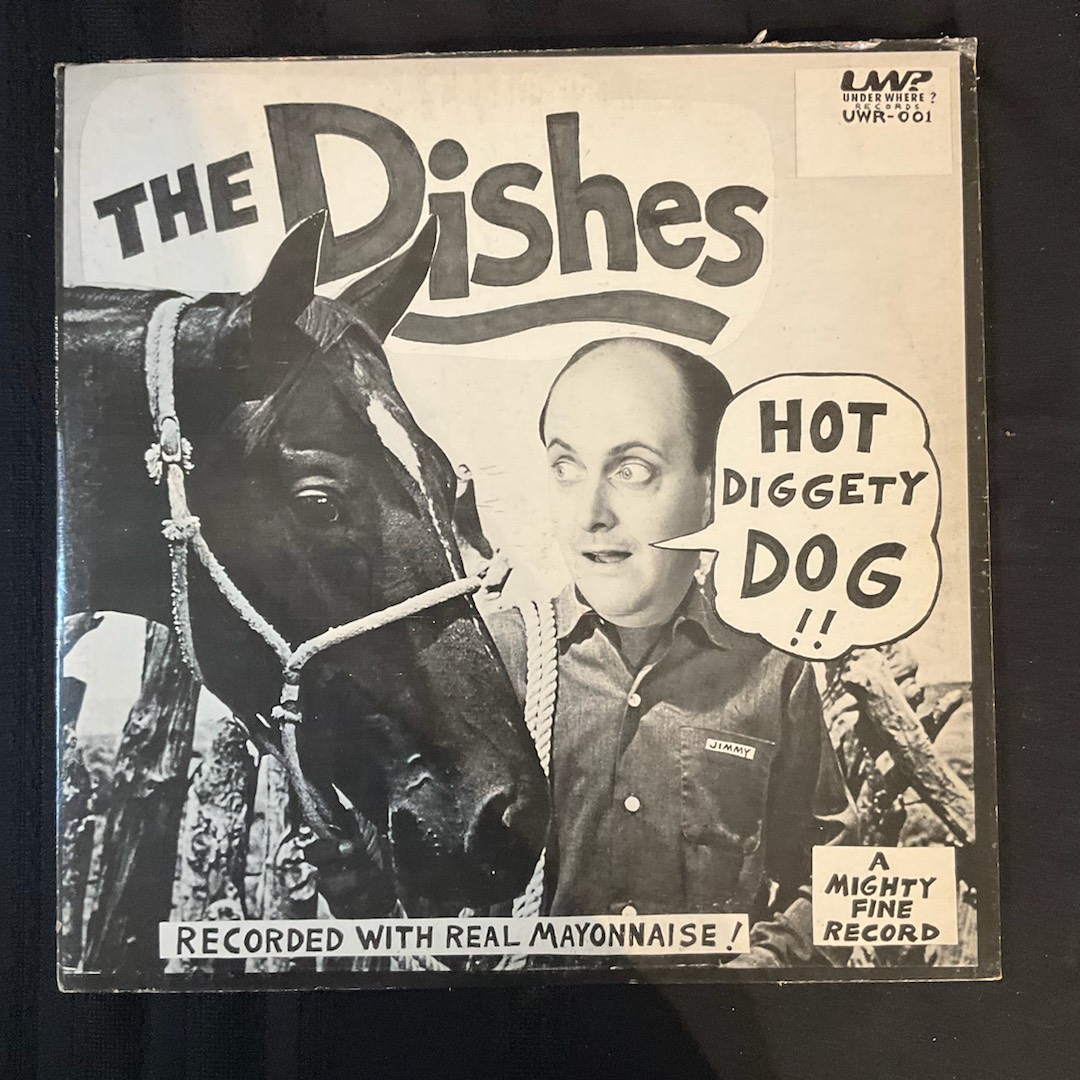 UW?
UNDER WHERE?
RECORDS
UWR-001
THE Dishes
HOT
DIGGETY
DOG
!!
JIMMY
A
MIGHTY
FINE
RECORD
RECORDED WITH REAL MAYONNAISE!